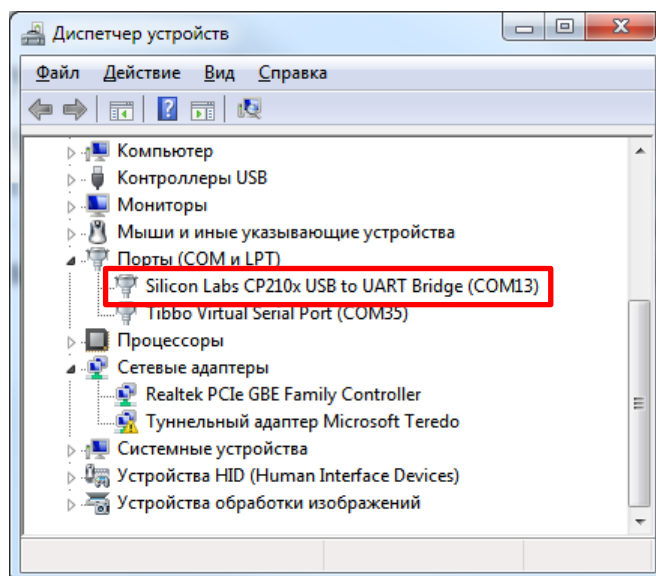 Диспетчер устройств
Файл Действие Вид Справка
Компьютер
Контроллеры USB
Мониторы
Мыши и иные указывающие устройства
Порты (COM и LPT)
Silicon Labs CP210x USB to UART Bridge (COM13)
Tibbo Virtual Serial Port (COM35)
Процессоры
Сетевые адаптеры
Realtek PCIe GBE Family Controller
Туннельный адаптер Microsoft Teredo
Системные устройства
Устройства HID (Human Interface Devices)
Устройства обработки изображений